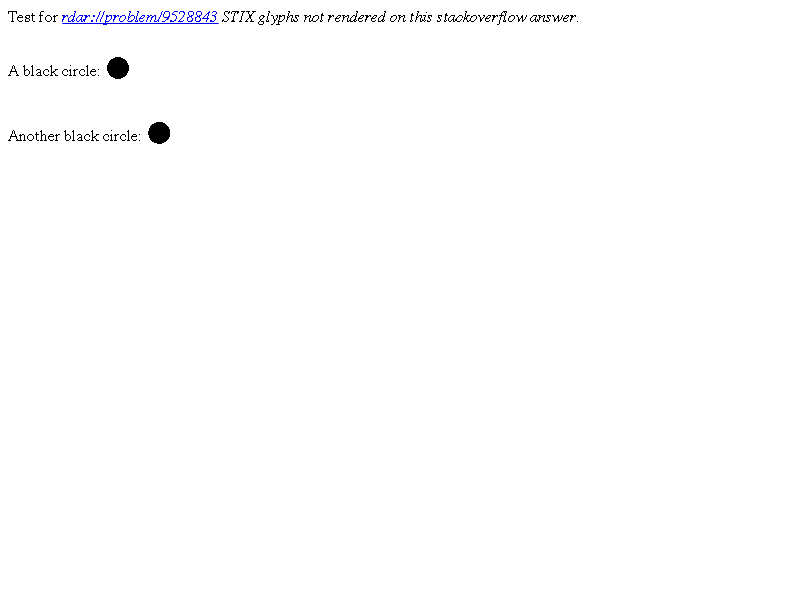 Test for rdar://problem/9528843 STIX glyphs not rendered on this stackoverflow answer.
A black circle: ●
Another black circle: ●